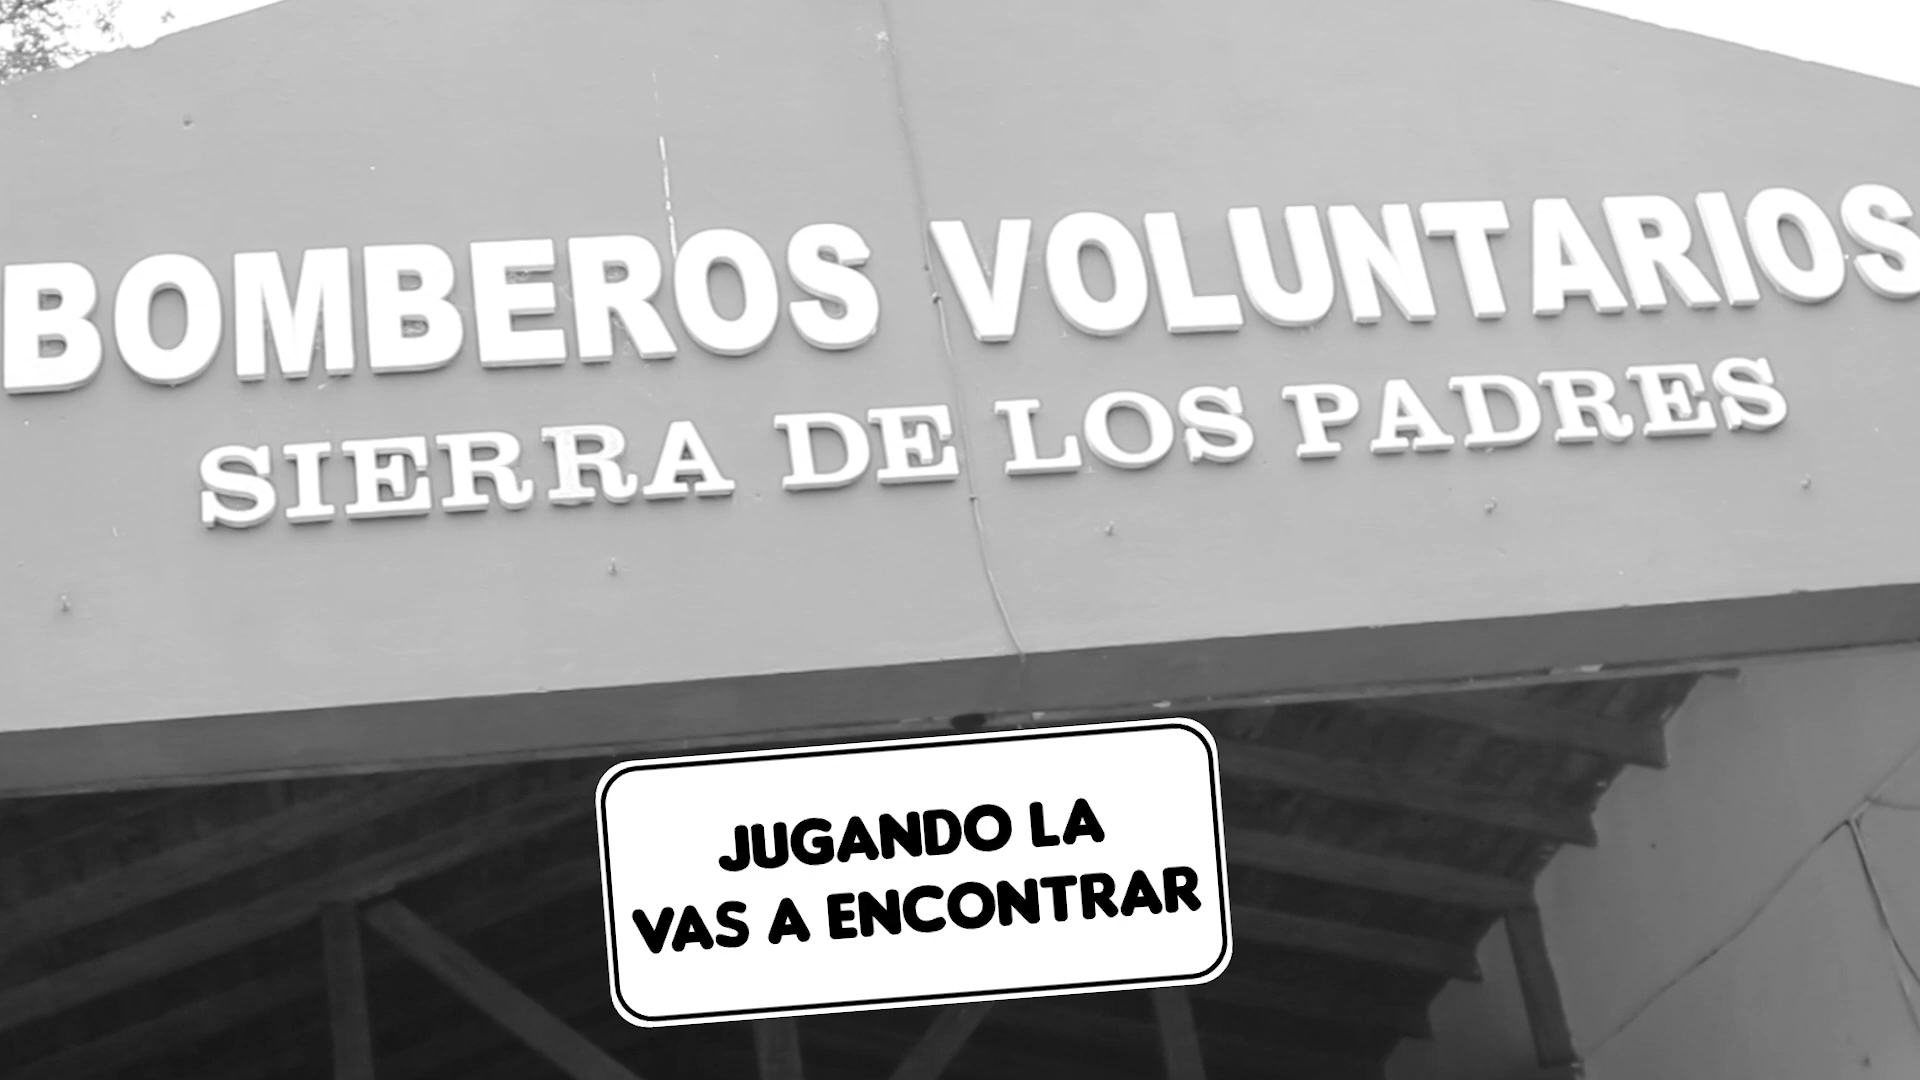 BOMBEROS VOLUNTARIOS
SIERRA DE LOS PADRES
JUGANDO LA
VAS A ENCONTRAR